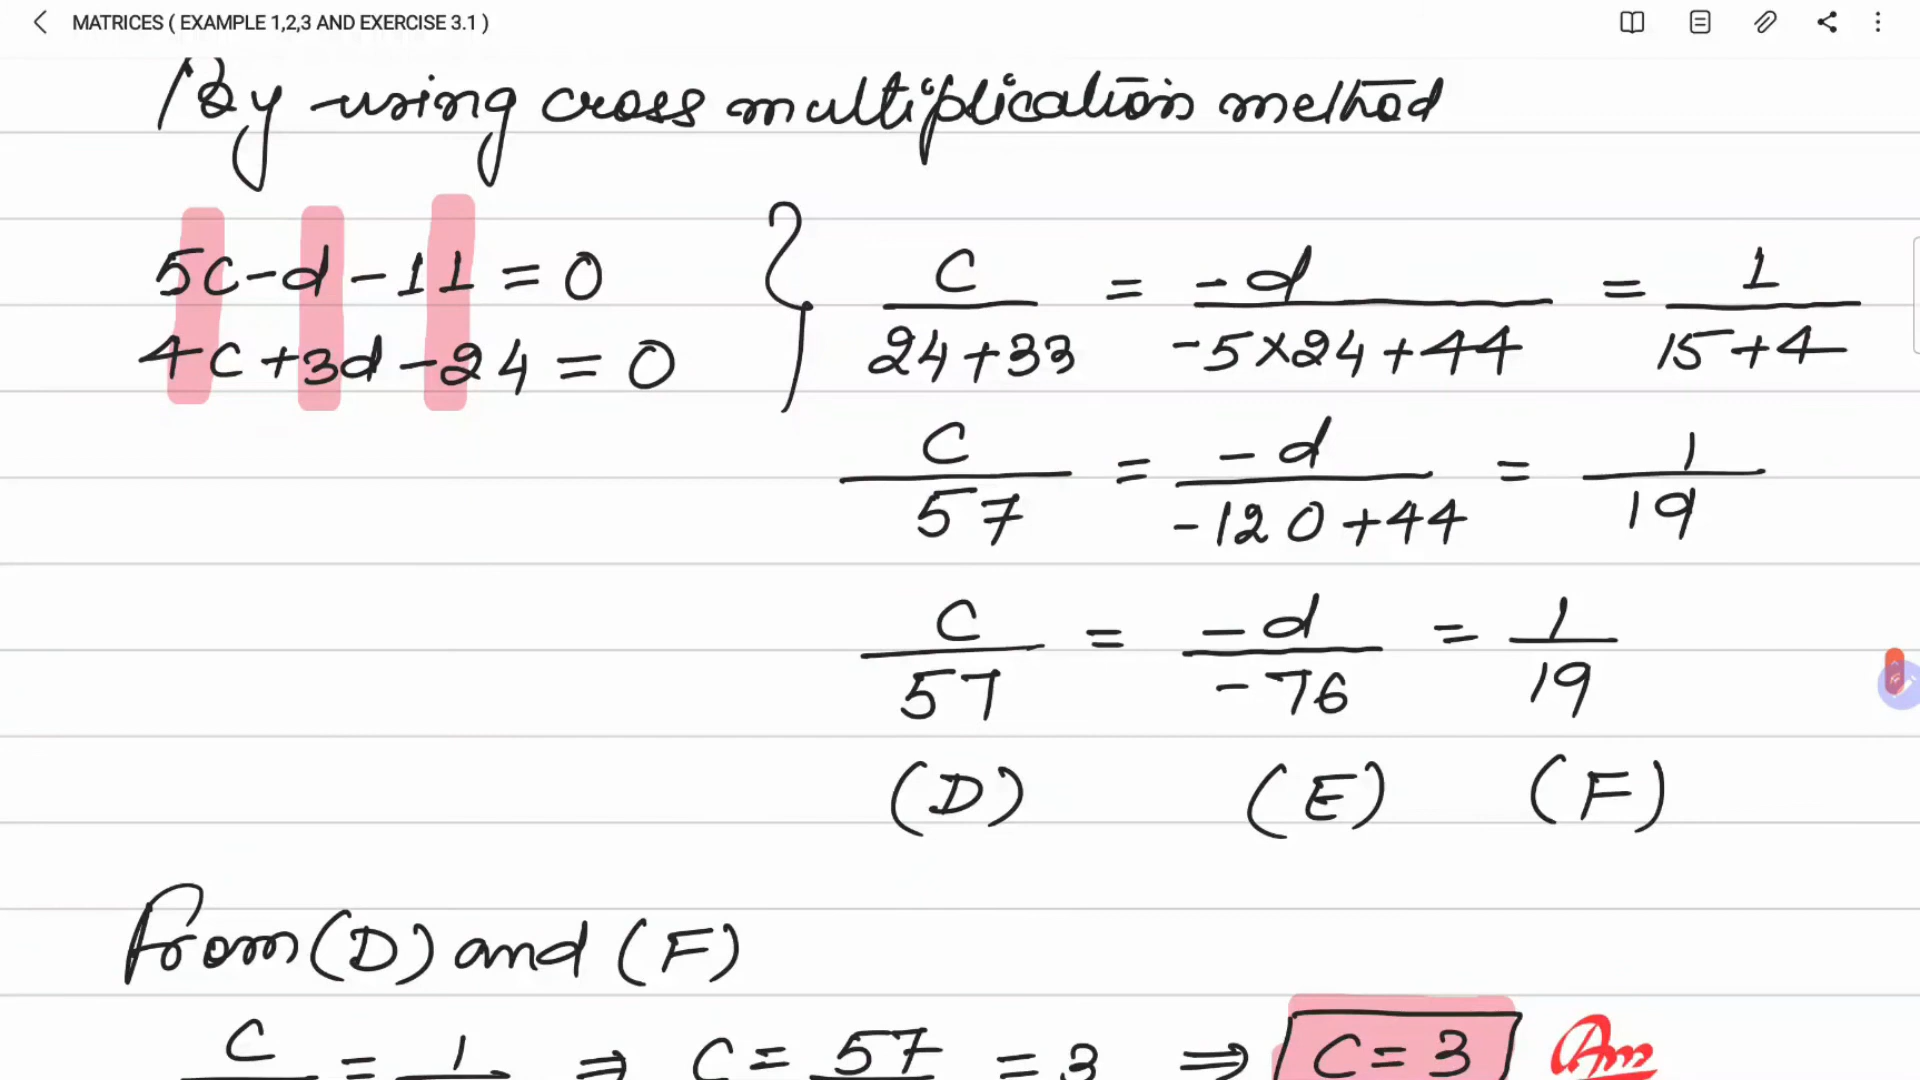 MATRICES ( EXAMPLE 1,2,3 AND EXERCISE 3.1 )
By using cross multiplication method
5c-d-11=0
4c+3d-24=0
c/24+33 = -d/-5×24+44 = 1/15+4
c/57 = -d/-120+44 = 1/19
c/57 = -d/-76 = 1/19
(D) (E) (F)
from (D) and (F)
c = 1 ⇒ c = 57 = 3 ⇒ c=3 Ans